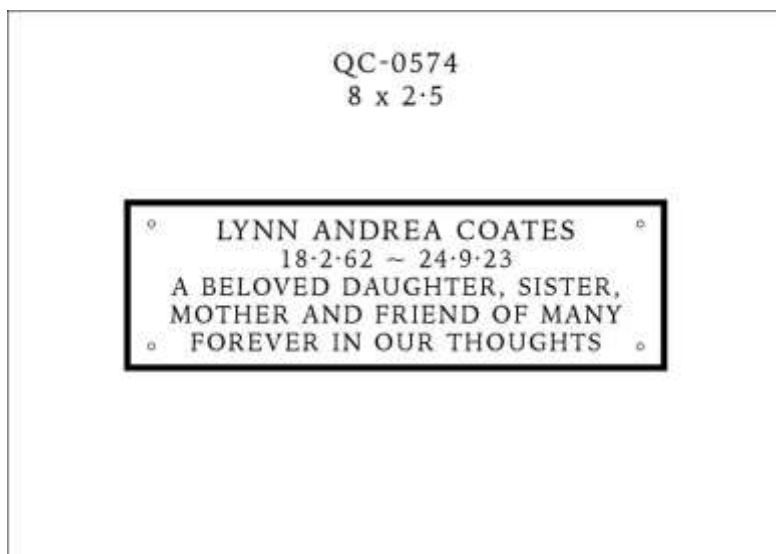 QC-0574
8 x 2·5
LYNN ANDREA COATES
18·2·62 ~ 24·9·23
A BELOVED DAUGHTER, SISTER,
MOTHER AND FRIEND OF MANY
FOREVER IN OUR THOUGHTS